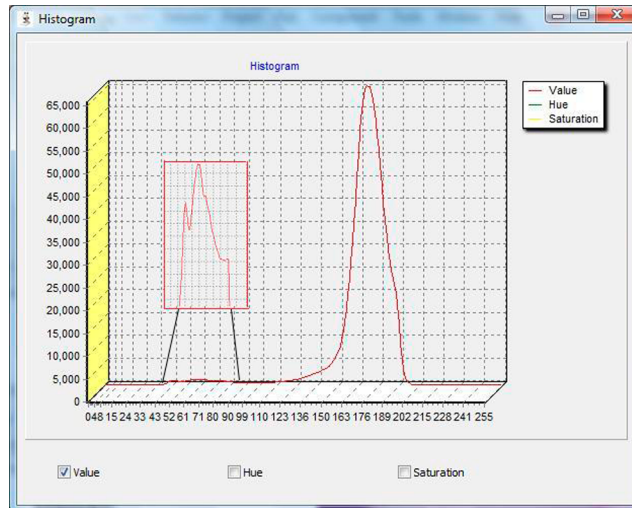 Histogram
Histogram
Value
Hue
Saturation
65,000
60,000
55,000
50,000
45,000
40,000
35,000
30,000
25,000
20,000
15,000
10,000
5,000
0
048 15 24 33 43 52 61 71 80 90 99 110 123 136 150 163 176 189 202 215 228 241 255
Value Hue Saturation